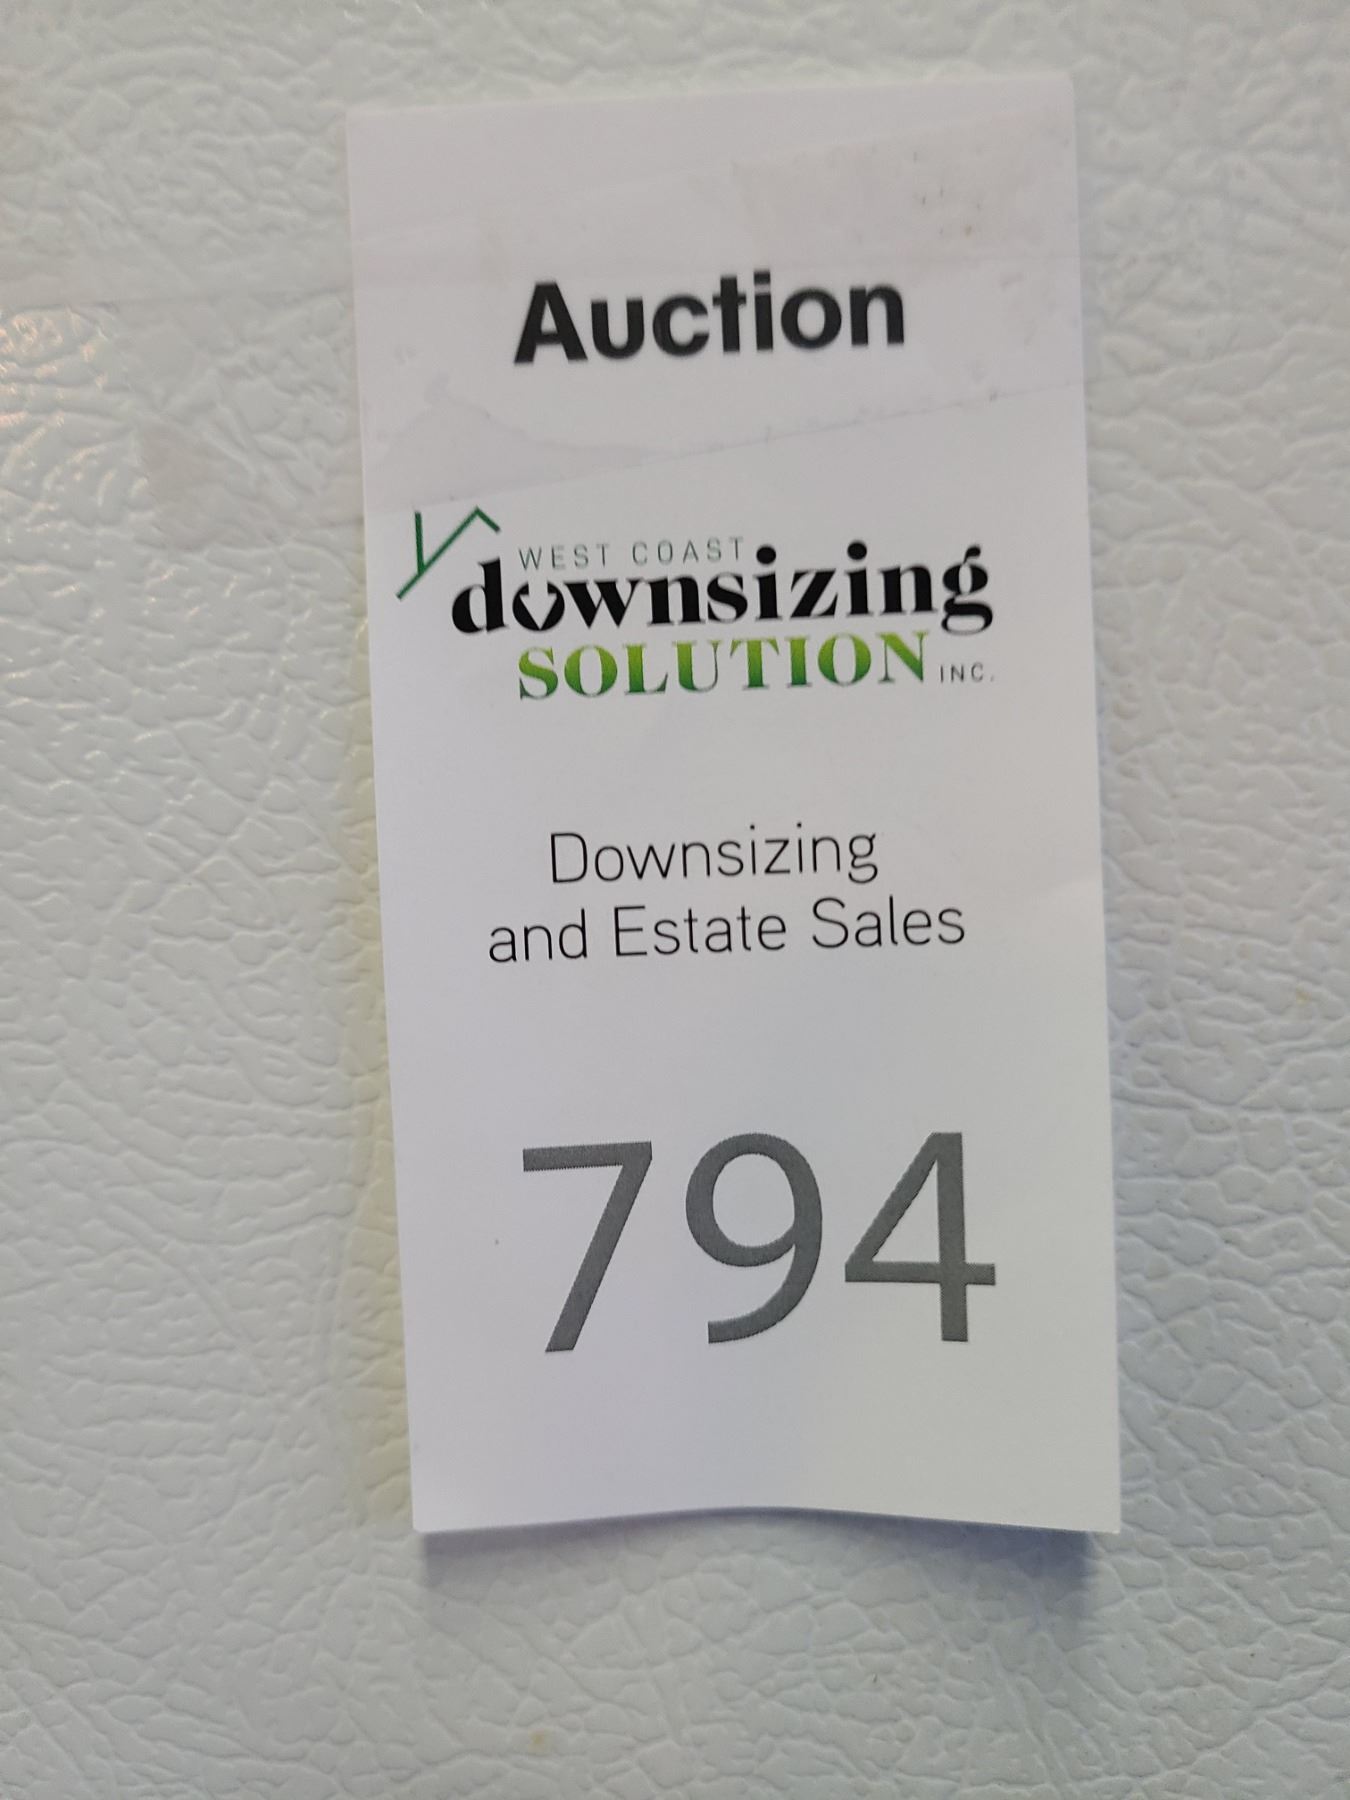 Auction
WEST COAST
downsizing
SOLUTION INC.
Downsizing
and Estate Sales
794